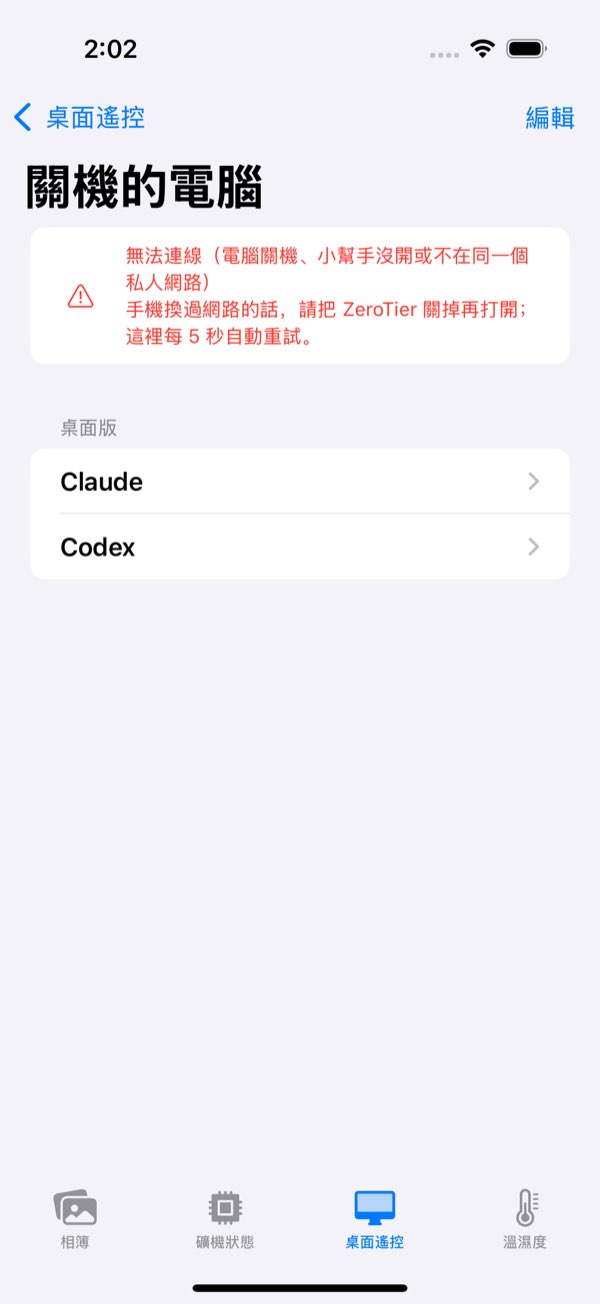 2:02
桌面遙控
編輯
關機的電腦
無法連線（電腦關機、小幫手沒開或不在同一個
私人網路）
手機換過網路的話，請把 ZeroTier 關掉再打開；
這裡每 5 秒自動重試。
桌面版
Claude
Codex
相簿
礦機狀態
桌面遙控
溫濕度